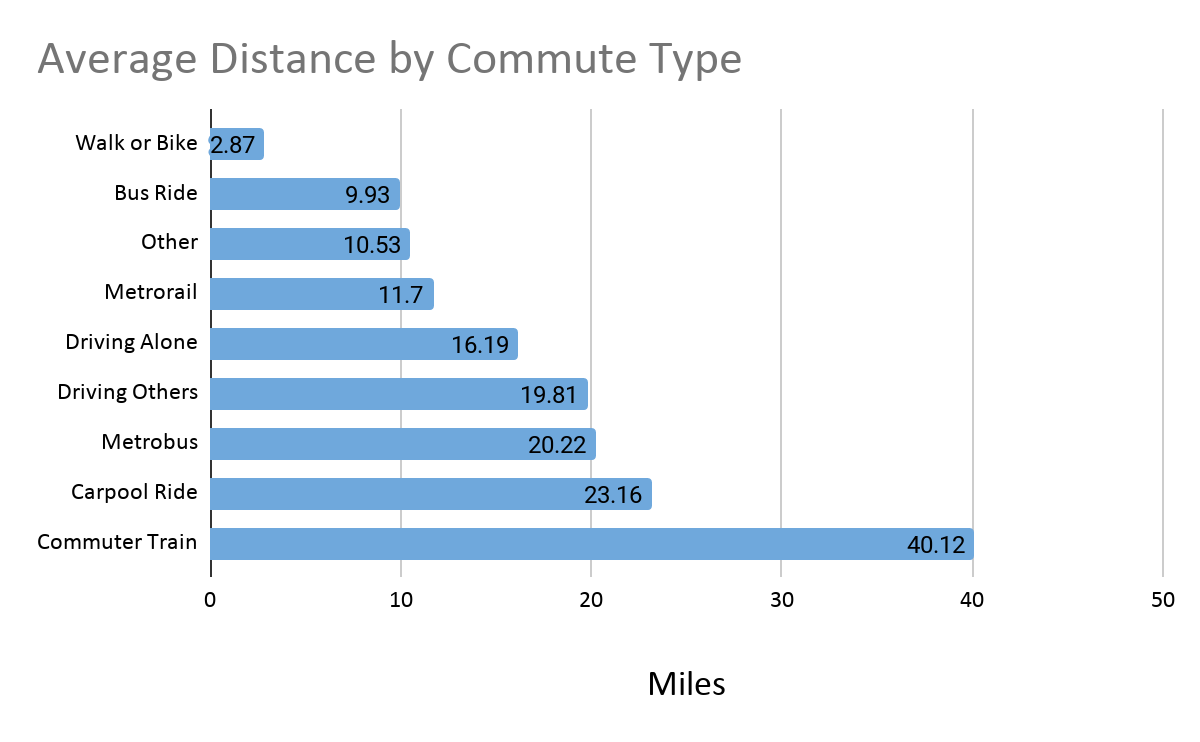 Average Distance by Commute Type
Walk or Bike 2.87
Bus Ride 9.93
Other 10.53
Metrorail 11.7
Driving Alone 16.19
Driving Others 19.81
Metrobus 20.22
Carpool Ride 23.16
Commuter Train 40.12
0 10 20 30 40 50
Miles